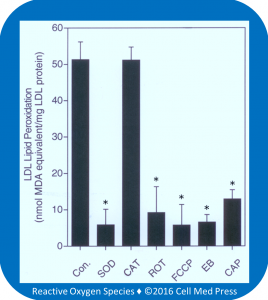 LDL Lipid Peroxidation
(nmol MDA equivalent/mg LDL protein)
60
50
40
30
20
10
0
* * * * *
Con. SOD CAT ROT FCCP EB CAP
Reactive Oxygen Species ♦ ©2016 Cell Med Press